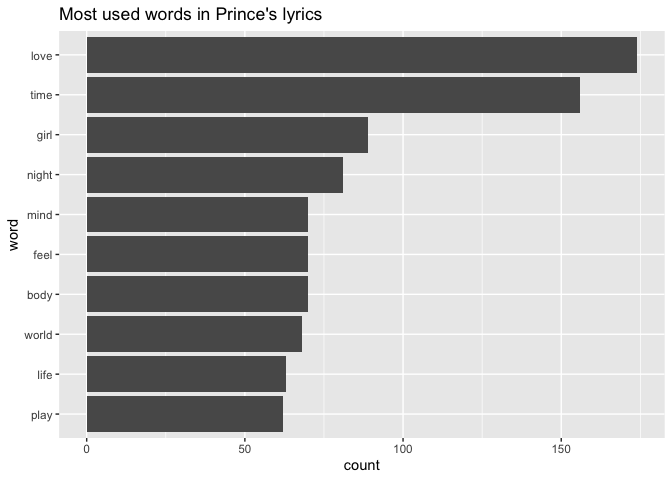 Most used words in Prince's lyrics
love
time
girl
night
mind
feel
body
world
life
play
word
0 50 100 150
count